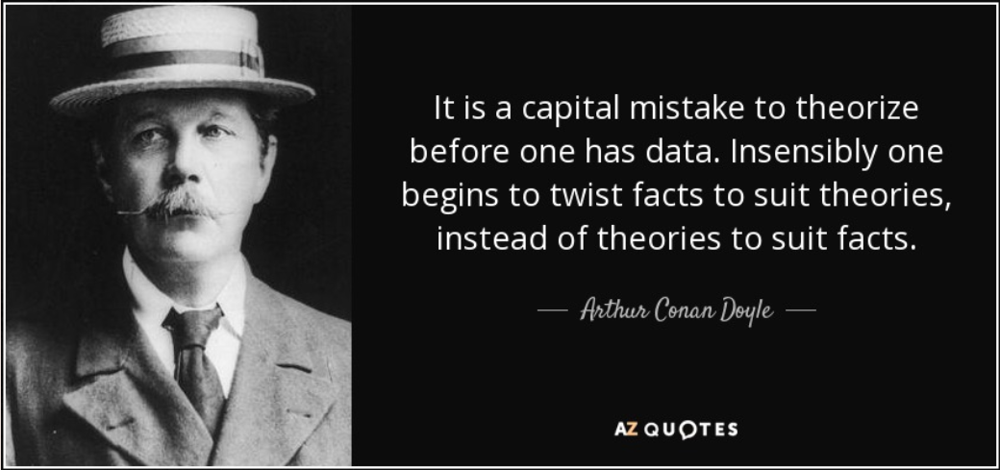 It is a capital mistake to theorize
before one has data. Insensibly one
begins to twist facts to suit theories,
instead of theories to suit facts.
Arthur Conan Doyle
AZ QUOTES